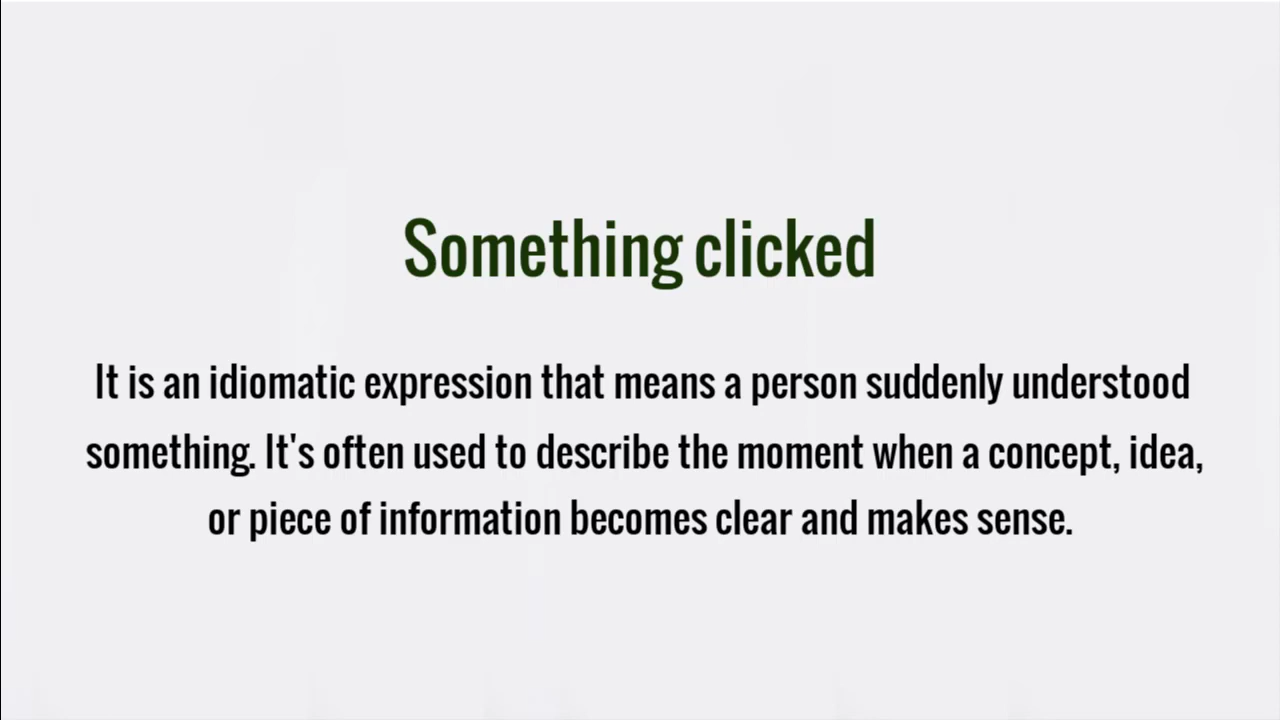 Something clicked
It is an idiomatic expression that means a person suddenly understood
something. It's often used to describe the moment when a concept, idea,
or piece of information becomes clear and makes sense.